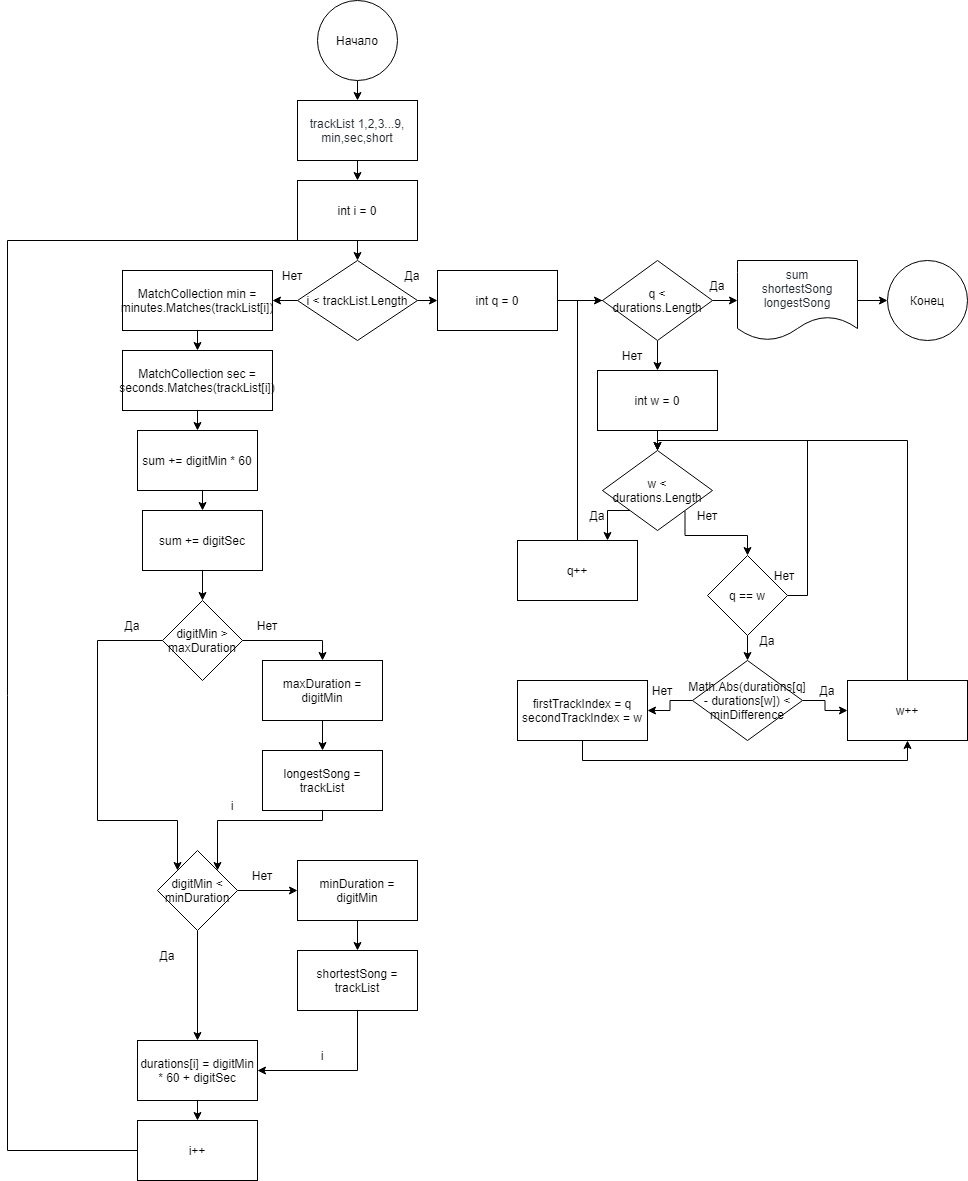 Начало
trackList 1,2,3...9,
min,sec,short
int i = 0
Нет
Да
MatchCollection min =
minutes.Matches(trackList[i])
i < trackList.Length
int q = 0
q <
durations.Length
Да
sum
shortestSong
longestSong
Конец
Нет
MatchCollection sec =
seconds.Matches(trackList[i])
int w = 0
sum += digitMin * 60
w <
durations.Length
Да
Нет
sum += digitSec
q++
q == w
Нет
Да
Нет
digitMin >
maxDuration
Да
maxDuration =
digitMin
firstTrackIndex = q
secondTrackIndex = w
Нет
Math.Abs(durations[q]
- durations[w]) <
minDifference
Да
w++
longestSong =
trackList
i
digitMin <
minDuration
Нет
minDuration =
digitMin
Да
shortestSong =
trackList
i
durations[i] = digitMin
* 60 + digitSec
i++